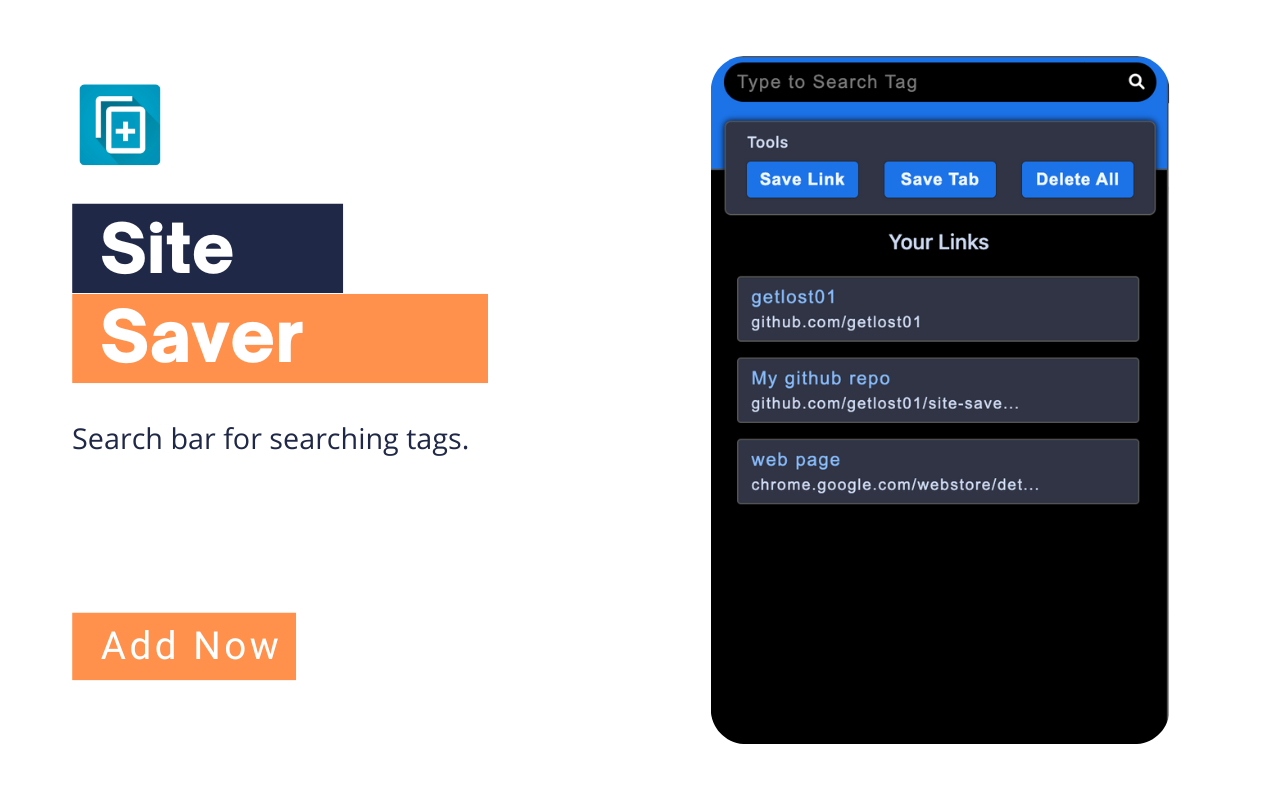 Site
Saver
Search bar for searching tags.
Add Now
Type to Search Tag
Tools
Save Link Save Tab Delete All
Your Links
getlost01
github.com/getlost01
My github repo
github.com/getlost01/site-save...
web page
chrome.google.com/webstore/det...